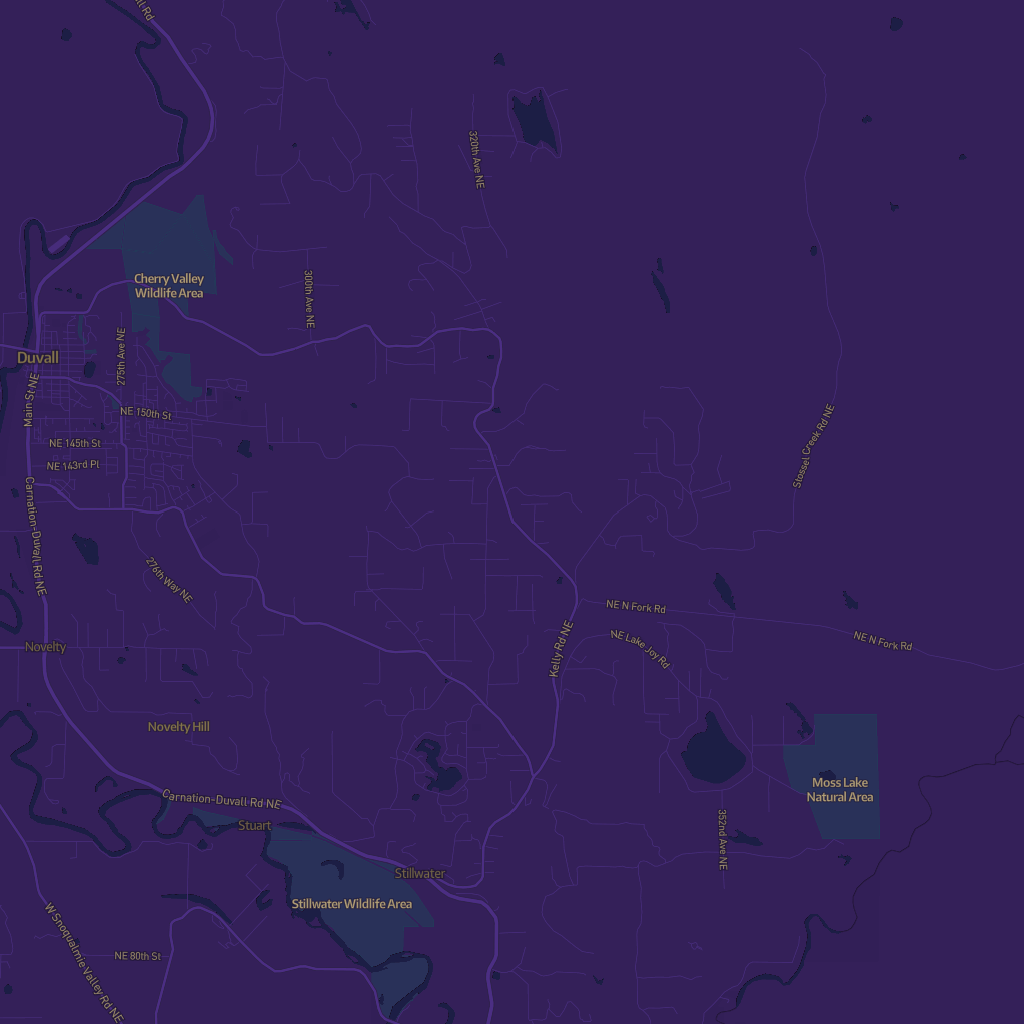 ll Rd
320th Ave NE
Cherry Valley
Wildlife Area
300th Ave NE
275th Ave NE
Duvall
Main St NE
NE 150th St
NE 145th St
NE 143rd Pl
Stossel Creek Rd NE
Carnation-Duvall Rd NE
276th Way NE
NE N Fork Rd
NE N Fork Rd
NE Lake Joy Rd
Kelly Rd NE
Novelty
Novelty Hill
Moss Lake
Natural Area
Carnation-Duvall Rd NE
Stuart
352nd Ave NE
Stillwater
Stillwater Wildlife Area
W Snoqualmie Valley Rd NE
NE 80th St